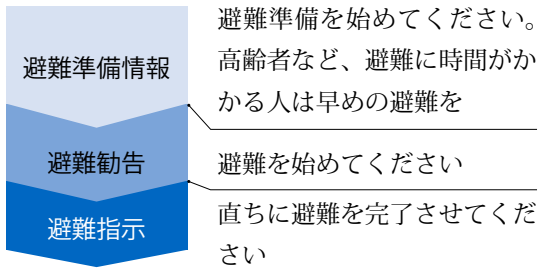 避難準備情報
避難準備を始めてください。
高齢者など、避難に時間がか
かる人は早めの避難を
避難勧告
避難を始めてください
避難指示
直ちに避難を完了させてくだ
さい